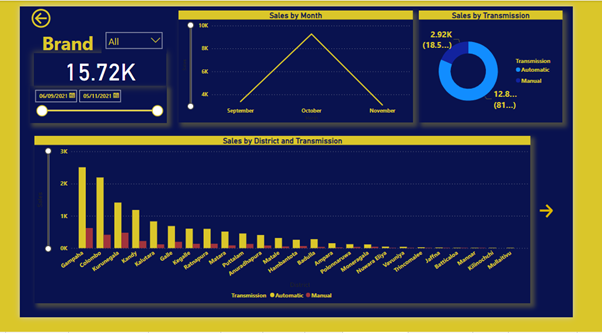 Brand
All
15.72K
06/09/2021
05/11/2021
Sales by Month
10K
8K
6K
4K
September October November
Sales by Transmission
2.92K
(18.5...)
12.8...
(81...)
Transmission
Automatic
Manual
Sales by District and Transmission
3K
2K
1K
0K
Gampaha Colombo Kurunegala Kandy Kalutara Galle Kegalle Ratnapura Matara Puttalam Anuradhapura Matale Hambantota Badulla Ampara Polonnaruwa Monaragala Nuwara Eliya Vavuniya Trincomalee Jaffna Batticaloa Mannar Kilinochchi Mullaitivu
Transmission Automatic Manual